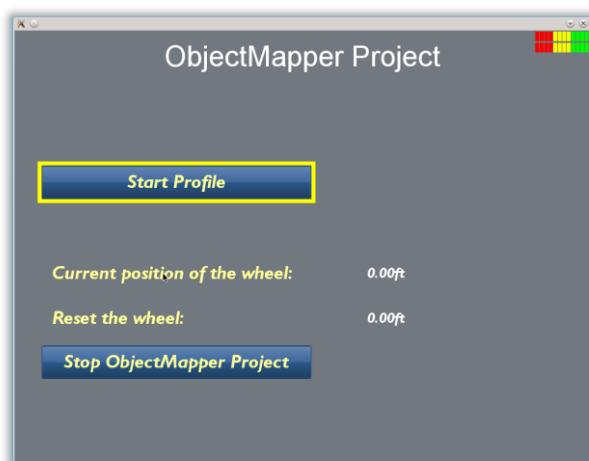 ObjectMapper Project
Start Profile
Current position of the wheel: 0.00ft
Reset the wheel: 0.00ft
Stop ObjectMapper Project